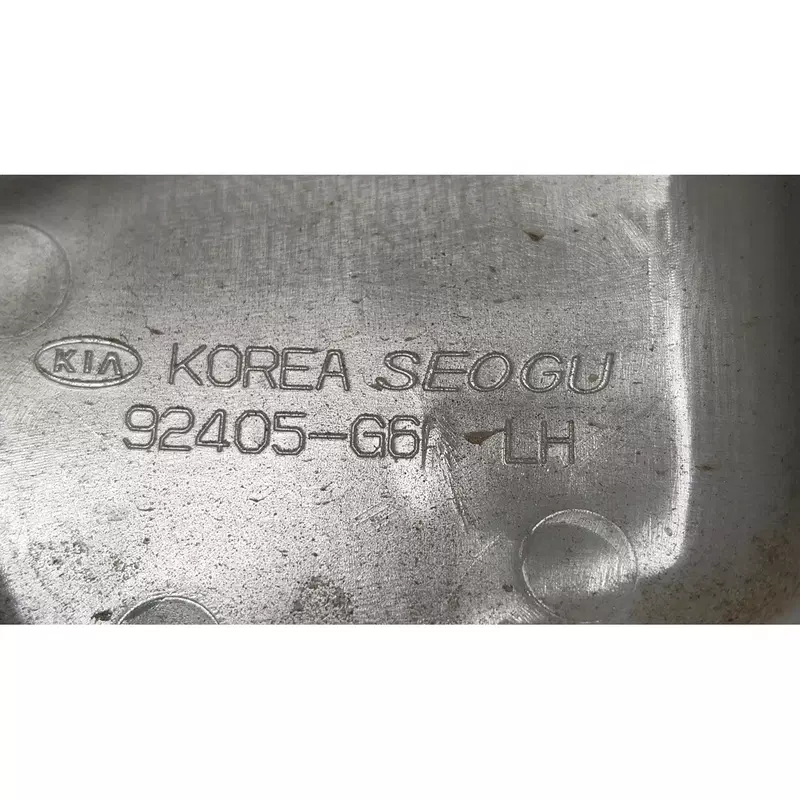 KIA KOREA SEOGU
92405-G6 LH